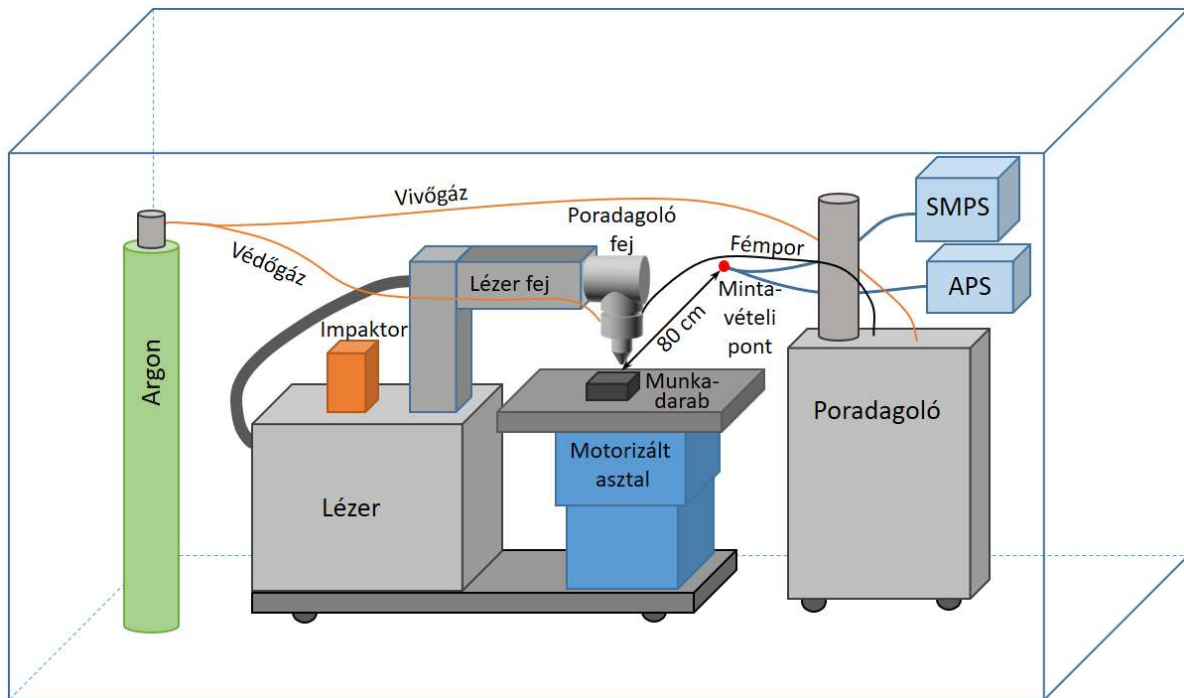 Vivőgáz
Védőgáz
Argon
Impaktor
Lézer
Lézer fej
Poradagoló
fej
Fémpor
80 cm
Minta-
vételi
pont
SMPS
APS
Munka-
darab
Motorizált
asztal
Poradagoló